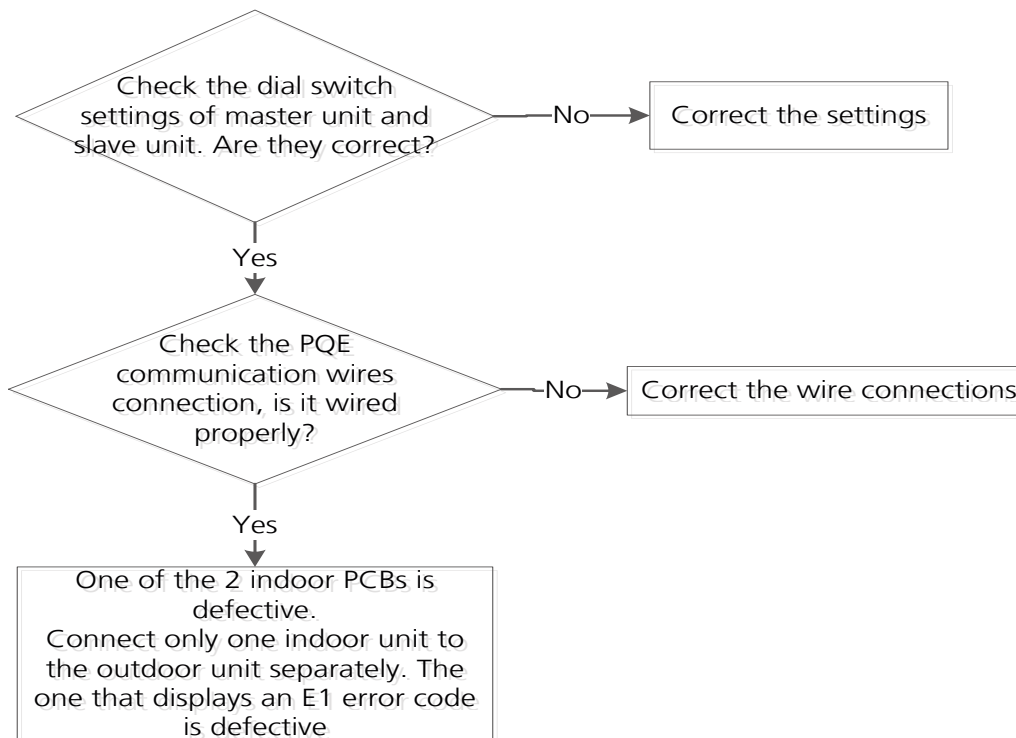 Check the dial switch
settings of master unit and
slave unit. Are they correct?
No
Correct the settings
Yes
Check the PQE
communication wires
connection, is it wired
properly?
No
Correct the wire connections
Yes
One of the 2 indoor PCBs is
defective.
Connect only one indoor unit to
the outdoor unit separately. The
one that displays an E1 error code
is defective